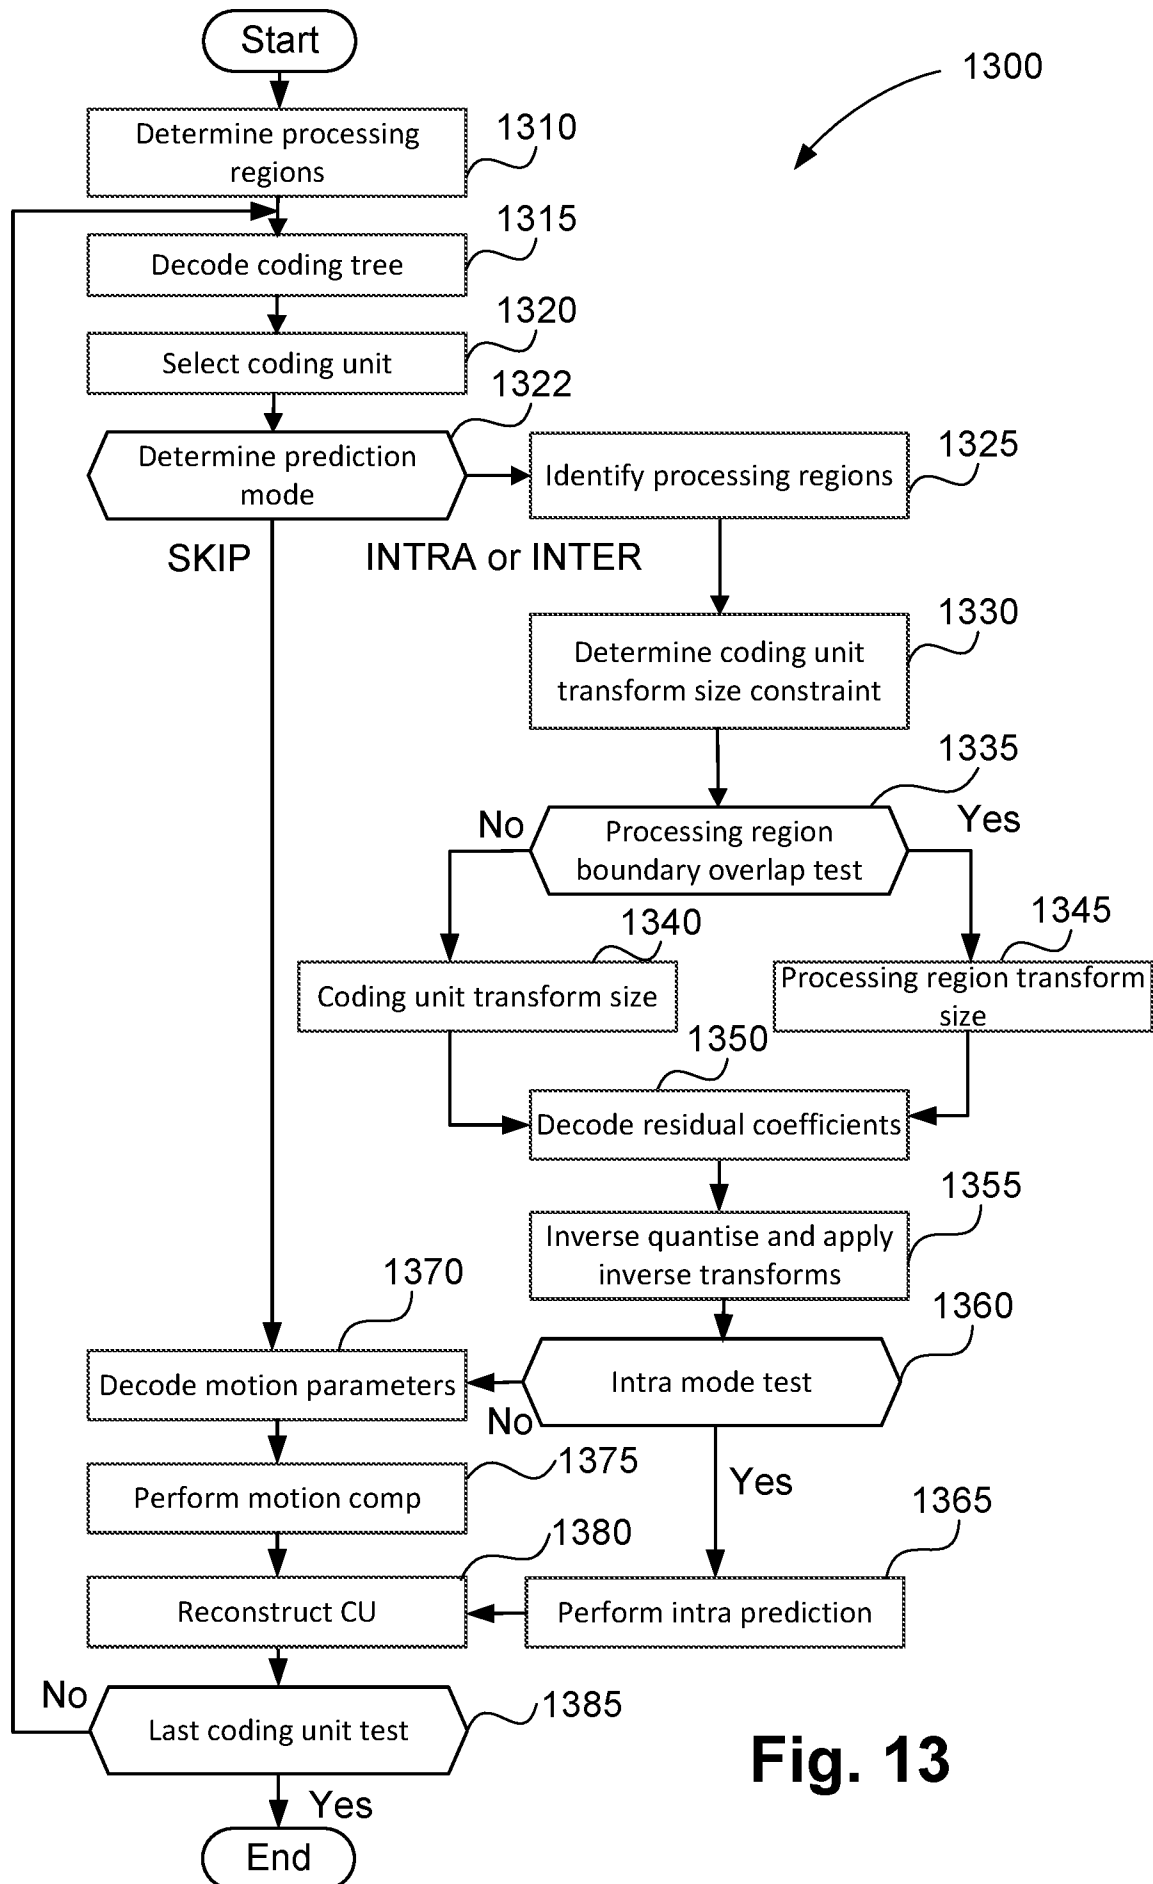 Start
1300
Determine processing
regions
1310
1315
Decode coding tree
1320
Select coding unit
1322
Determine prediction
mode
1325
Identify processing regions
SKIP
INTRA or INTER
1330
Determine coding unit
transform size constraint
1335
No
Yes
Processing region
boundary overlap test
1340
1345
Coding unit transform size
Processing region transform
size
1350
Decode residual coefficients
1355
Inverse quantise and apply
inverse transforms
1370
1360
Decode motion parameters
Intra mode test
No
1375
Yes
Perform motion comp
1365
1380
Reconstruct CU
Perform intra prediction
No
1385
Last coding unit test
Fig. 13
Yes
End